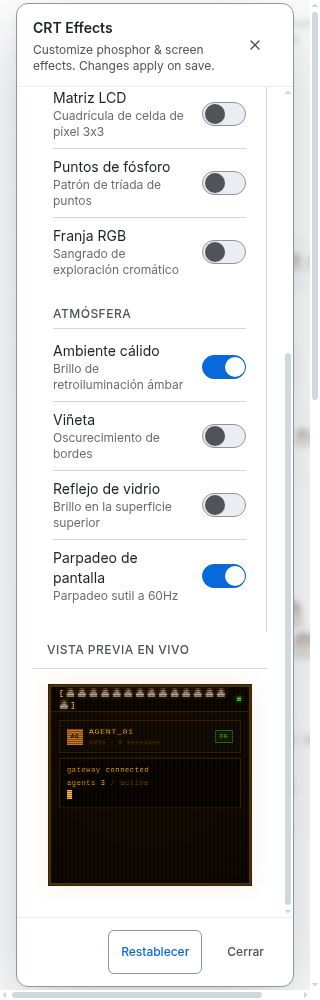 CRT Effects
Customize phosphor & screen
effects. Changes apply on save.
Matriz LCD
Cuadrícula de celda de
píxel 3x3
Puntos de fósforo
Patrón de tríada de
puntos
Franja RGB
Sangrado de
exploración cromático
ATMÓSFERA
Ambiente cálido
Brillo de
retroiluminación ámbar
Viñeta
Oscurecimiento de
bordes
Reflejo de vidrio
Brillo en la superficie
superior
Parpadeo de
pantalla
Parpadeo sutil a 60Hz
VISTA PREVIA EN VIVO
AGENT_01
gateway connected
agents 3 / active
Restablecer
Cerrar